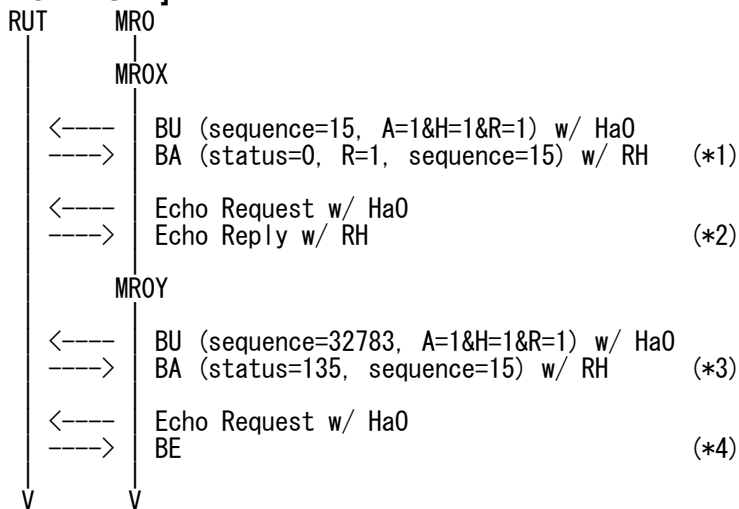 RUT MR0
MR0X
<---- BU (sequence=15, A=1&H=1&R=1) w/ HaO
----> BA (status=0, R=1, sequence=15) w/ RH (*1)
<---- Echo Request w/ HaO
----> Echo Reply w/ RH (*2)
MR0Y
<---- BU (sequence=32783, A=1&H=1&R=1) w/ HaO
----> BA (status=135, sequence=15) w/ RH (*3)
<---- Echo Request w/ HaO
----> BE (*4)
V V